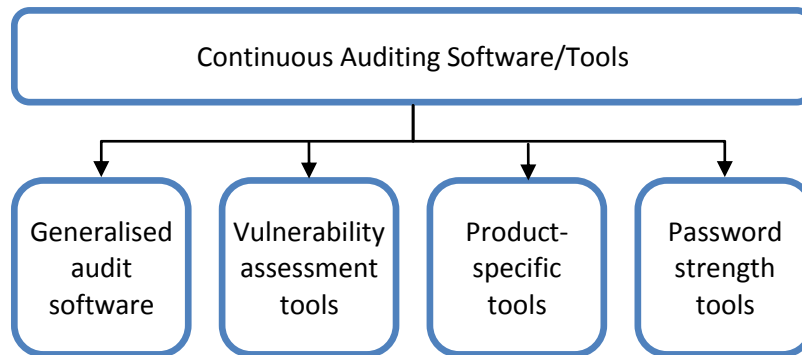 Continuous Auditing Software/Tools
Generalised
audit
software
Vulnerability
assessment
tools
Product-
specific
tools
Password
strength
tools